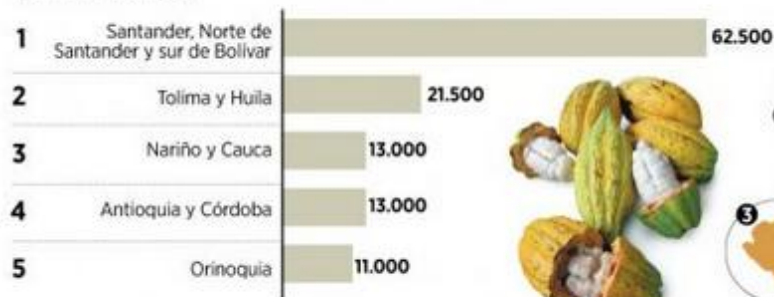 1 Santander, Norte de
Santander y sur de Bolívar 62.500
2 Tolima y Huila 21.500
3 Nariño y Cauca 13.000
4 Antioquia y Córdoba 13.000
5 Orinoquia 11.000
3